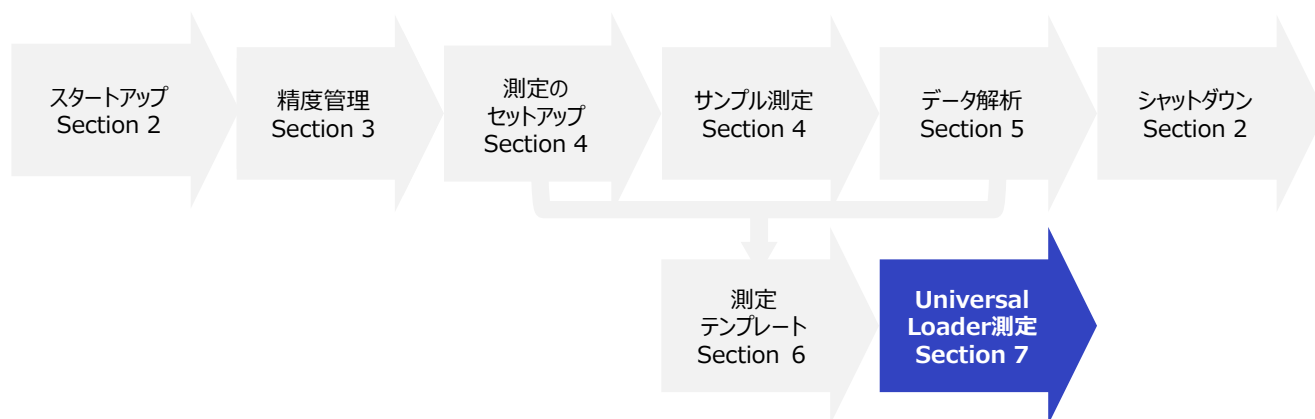 スタートアップ
Section 2
精度管理
Section 3
測定の
セットアップ
Section 4
サンプル測定
Section 4
データ解析
Section 5
シャットダウン
Section 2
測定
テンプレート
Section 6
Universal
Loader測定
Section 7